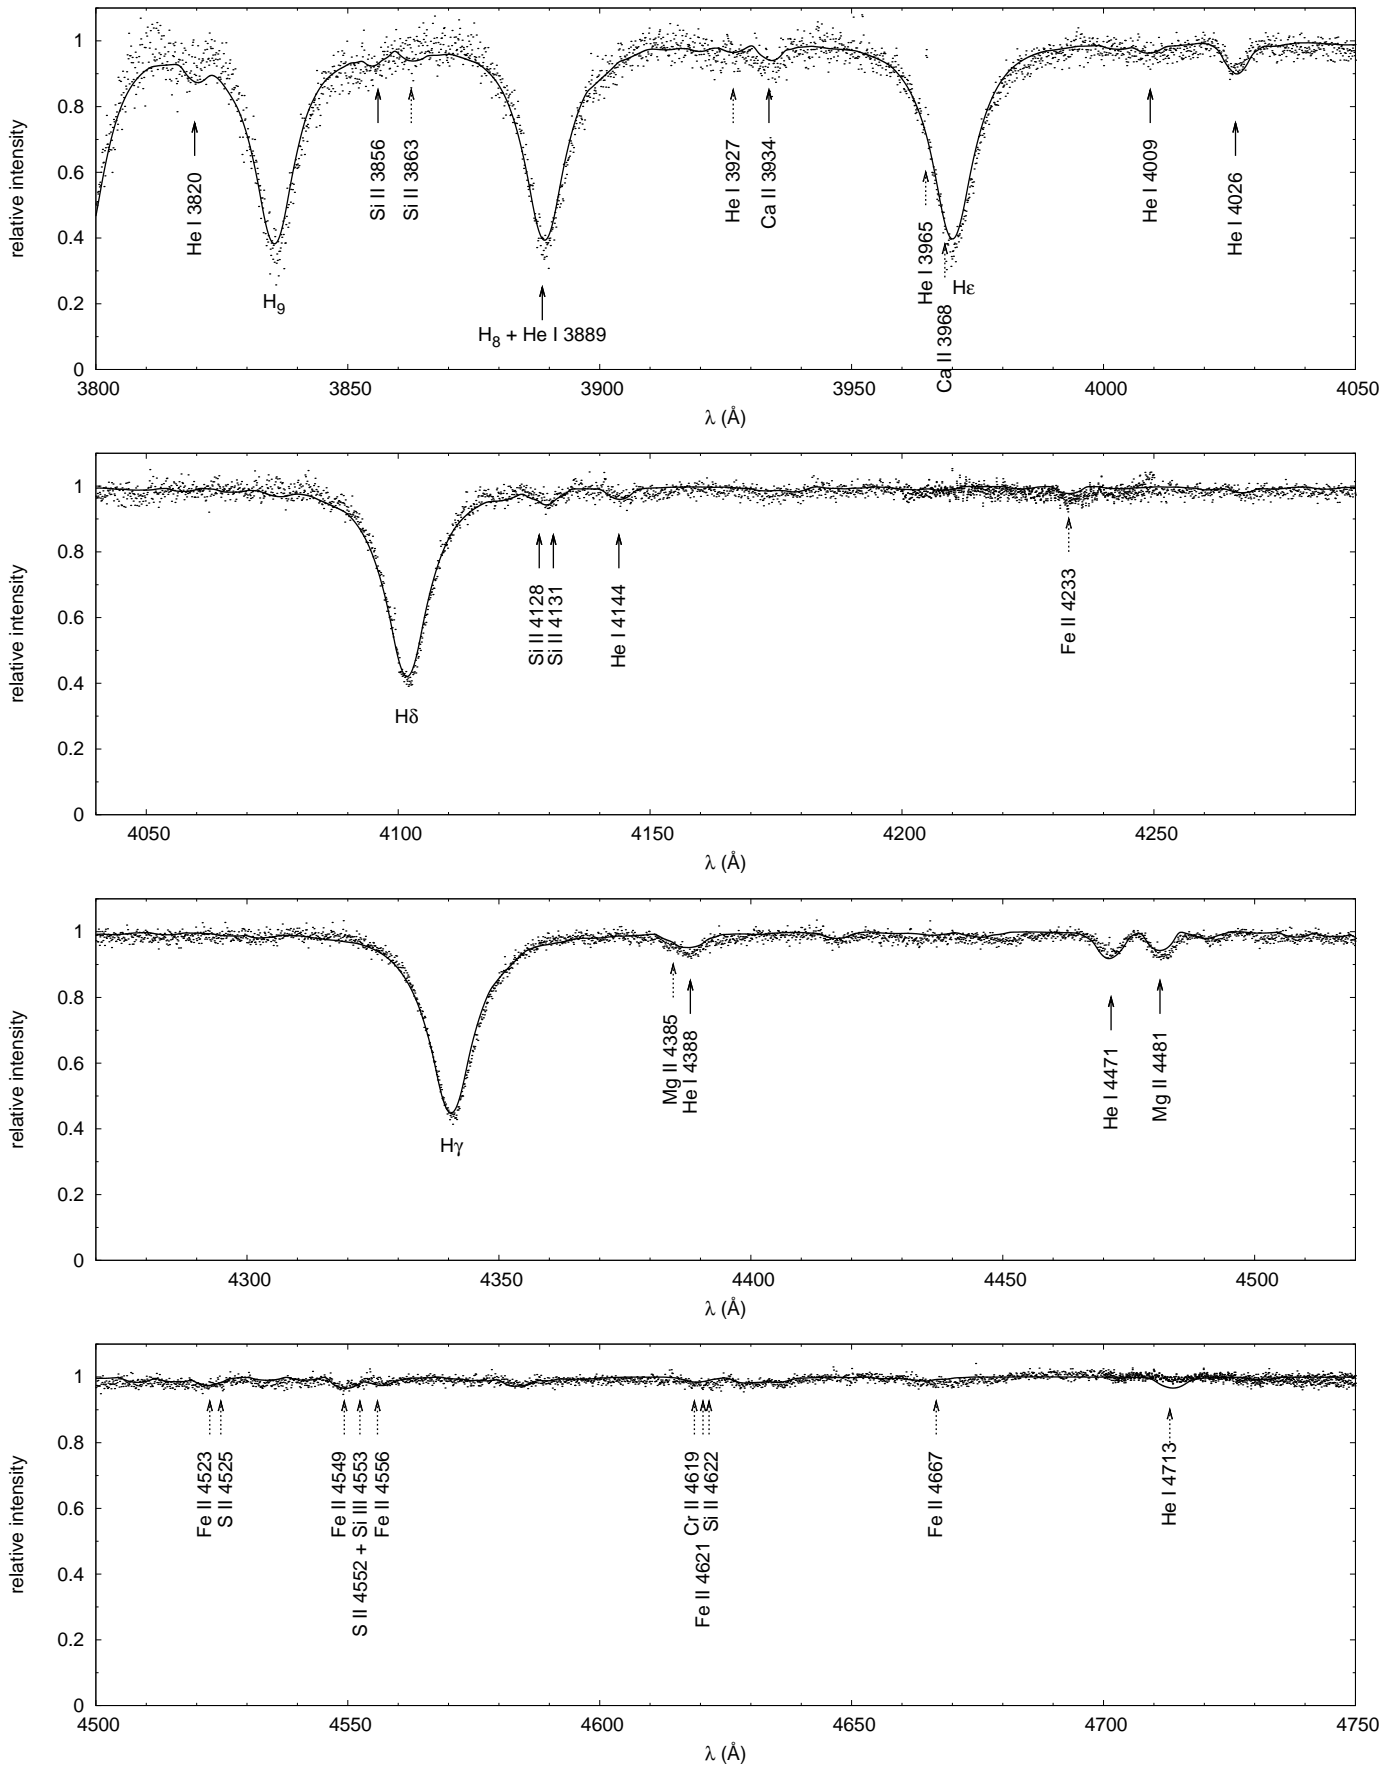 relative intensity
1
0.8
0.6
0.4
0.2
0
He I 3820
H9
Si II 3856
Si II 3863
H8 + He I 3889
He I 3927
Ca II 3934
He I 3965
Ca II 3968
Hε
He I 4009
He I 4026
3800 3850 3900 3950 4000 4050
λ (Å)
relative intensity
1
0.8
0.6
0.4
0.2
0
Hδ
Si II 4128
Si II 4131
He I 4144
Fe II 4233
4050 4100 4150 4200 4250
λ (Å)
relative intensity
1
0.8
0.6
0.4
0.2
0
Hγ
Mg II 4385
He I 4388
He I 4471
Mg II 4481
4300 4350 4400 4450 4500
λ (Å)
relative intensity
1
0.8
0.6
0.4
0.2
0
Fe II 4523
S II 4525
Fe II 4549
S II 4552 + Si III 4553
Fe II 4556
Fe II 4621 Cr II 4619
Si II 4622
Fe II 4667
He I 4713
4500 4550 4600 4650 4700 4750
λ (Å)